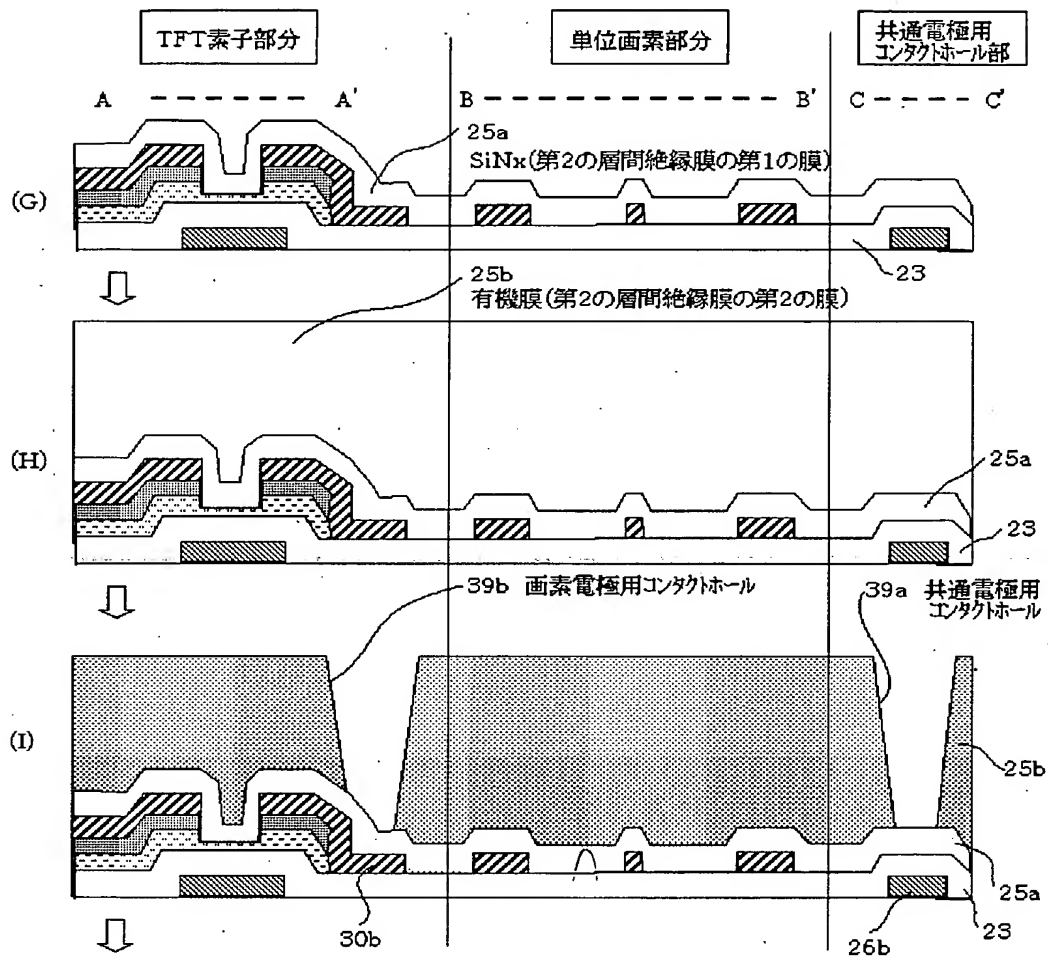 TFT素子部分
単位画素部分
共通電極用
コンタクトホール部
A A' B B' C C'
25a
SiNx(第2の層間絶縁膜の第1の膜)
(G)
23
25b
有機膜(第2の層間絶縁膜の第2の膜)
(H)
25a
23
39b 画素電極用コンタクトホール
39a 共通電極用
コンタクトホール
(I)
25b
25a
30b
26b
23